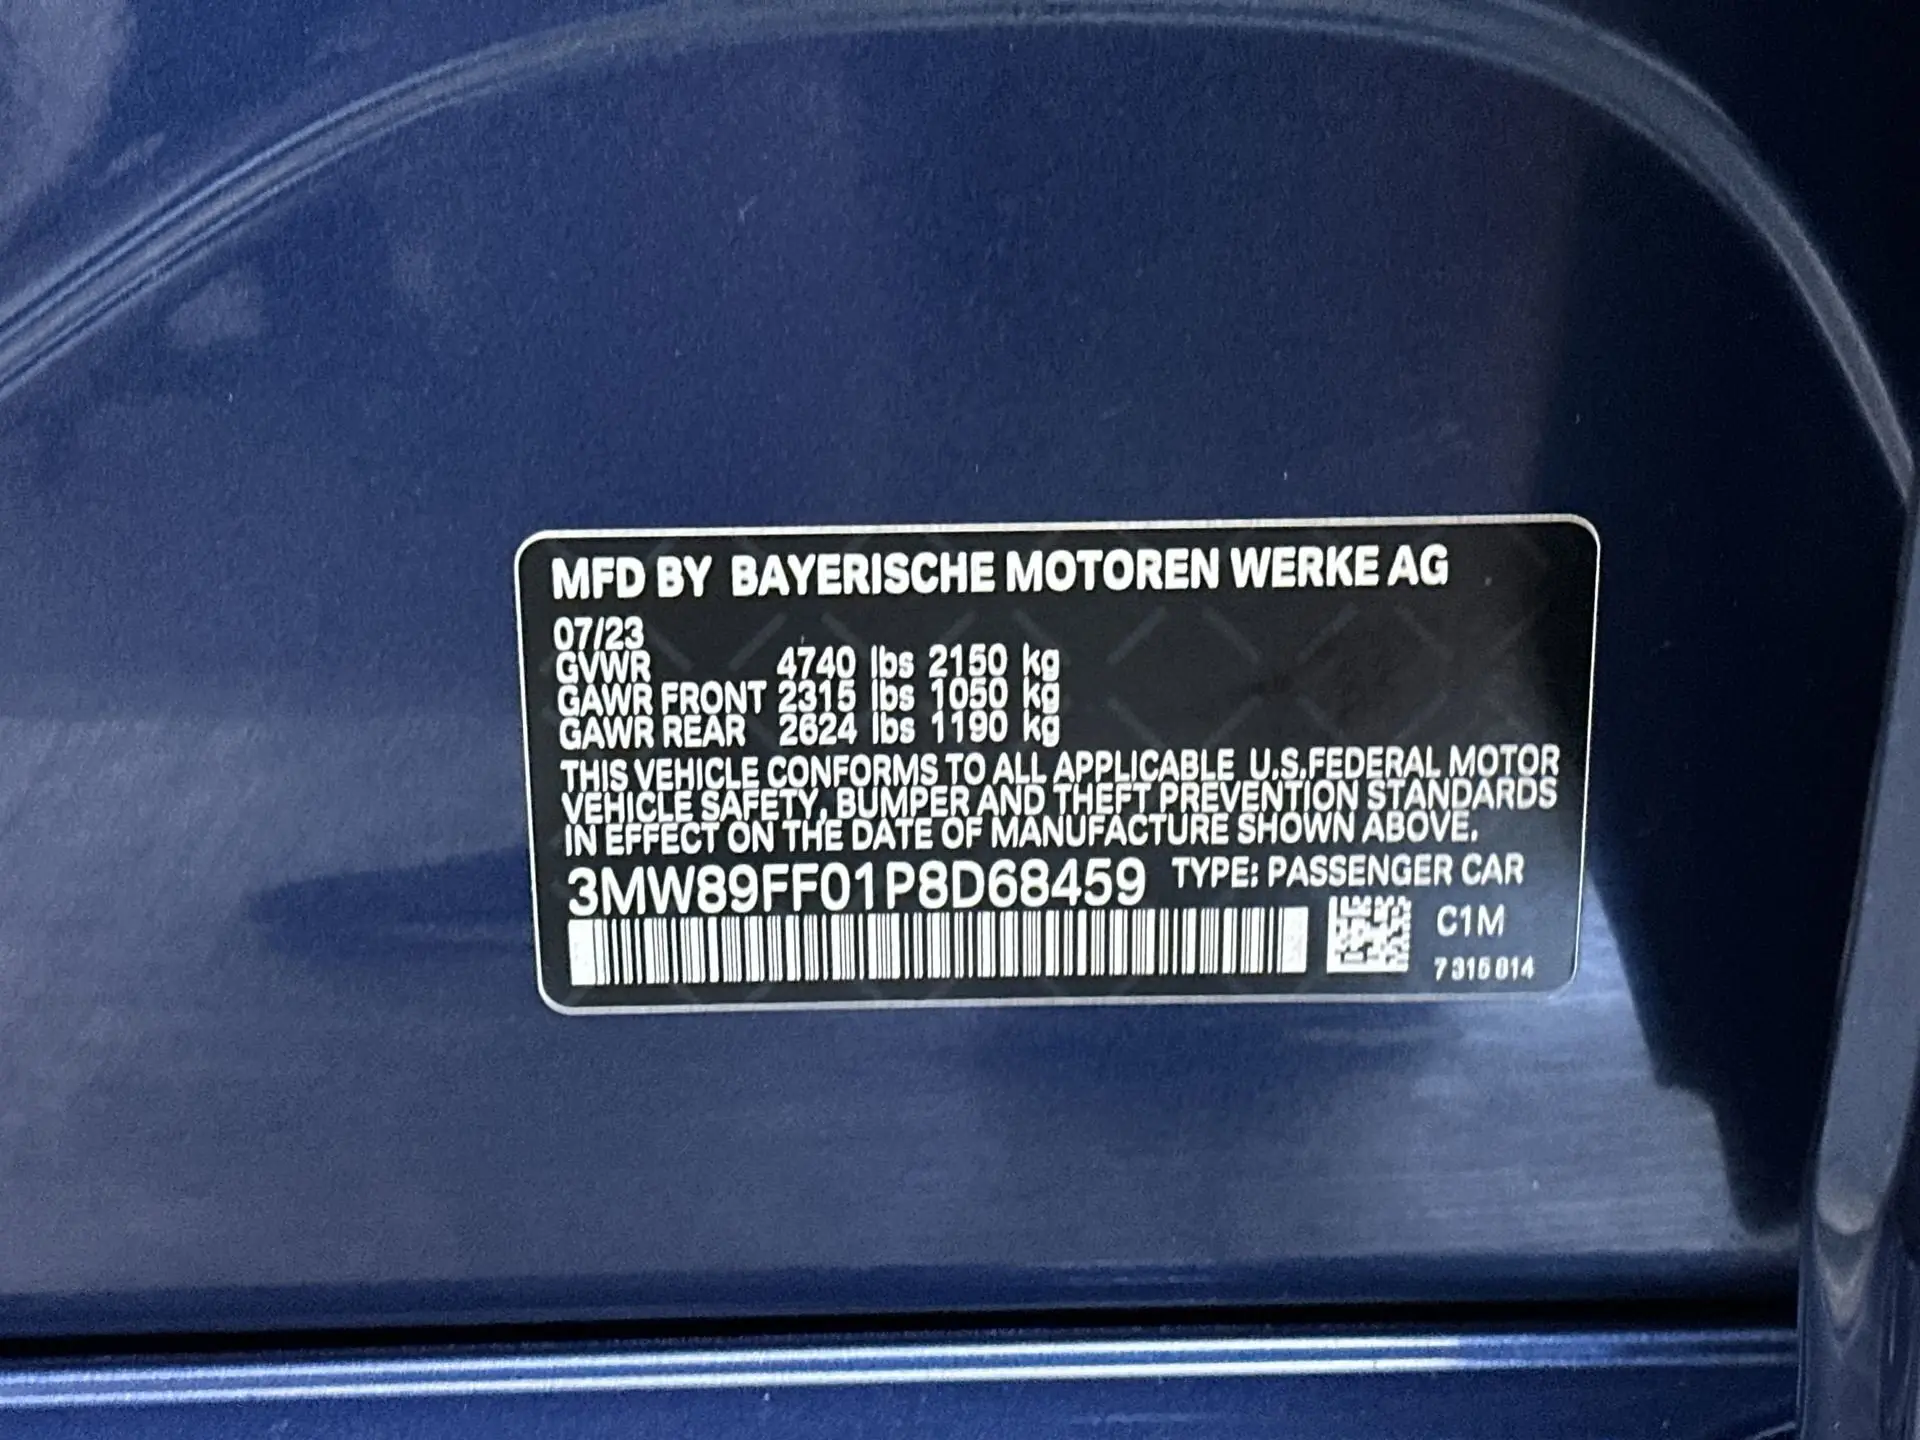 MFD BY BAYERISCHE MOTOREN WERKE AG
07/23
GVWR 4740 lbs 2150 kg
GAWR FRONT 2315 lbs 1050 kg
GAWR REAR 2624 lbs 1190 kg
THIS VEHICLE CONFORMS TO ALL APPLICABLE U.S.FEDERAL MOTOR
VEHICLE SAFETY, BUMPER AND THEFT PREVENTION STANDARDS
IN EFFECT ON THE DATE OF MANUFACTURE SHOWN ABOVE.
3MW89FF01P8D68459 TYPE: PASSENGER CAR
C1M
7 315 014